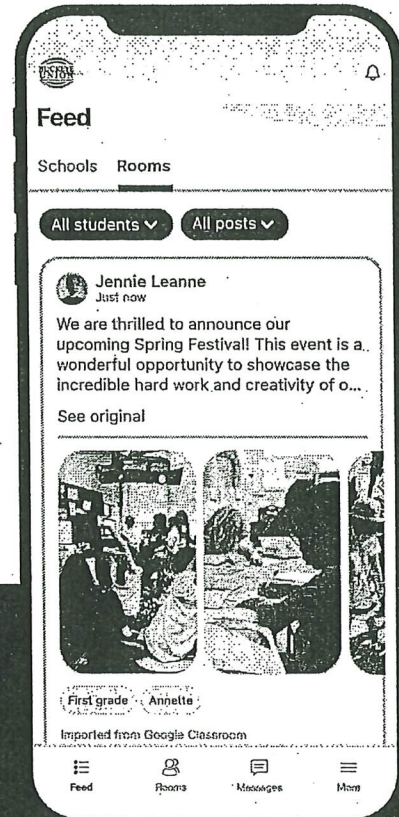 UNION
Feed
Schools Rooms
All students All posts
Jennie Leanne
Just now
We are thrilled to announce our
upcoming Spring Festival! This event is a
wonderful opportunity to showcase the
incredible hard work and creativity of o...
See original
First grade Annette
Imported from Google Classroom
Feed Rooms Messages More